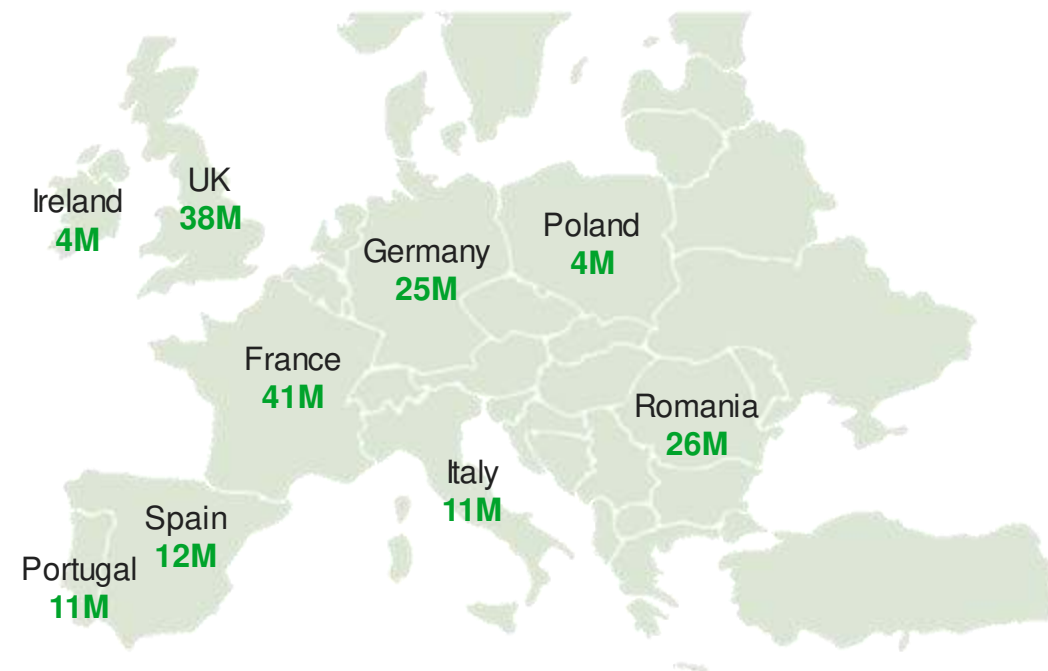 UK
38M
Ireland
4M
Poland
4M
Germany
25M
France
41M
Romania
26M
Italy
11M
Spain
12M
Portugal
11M